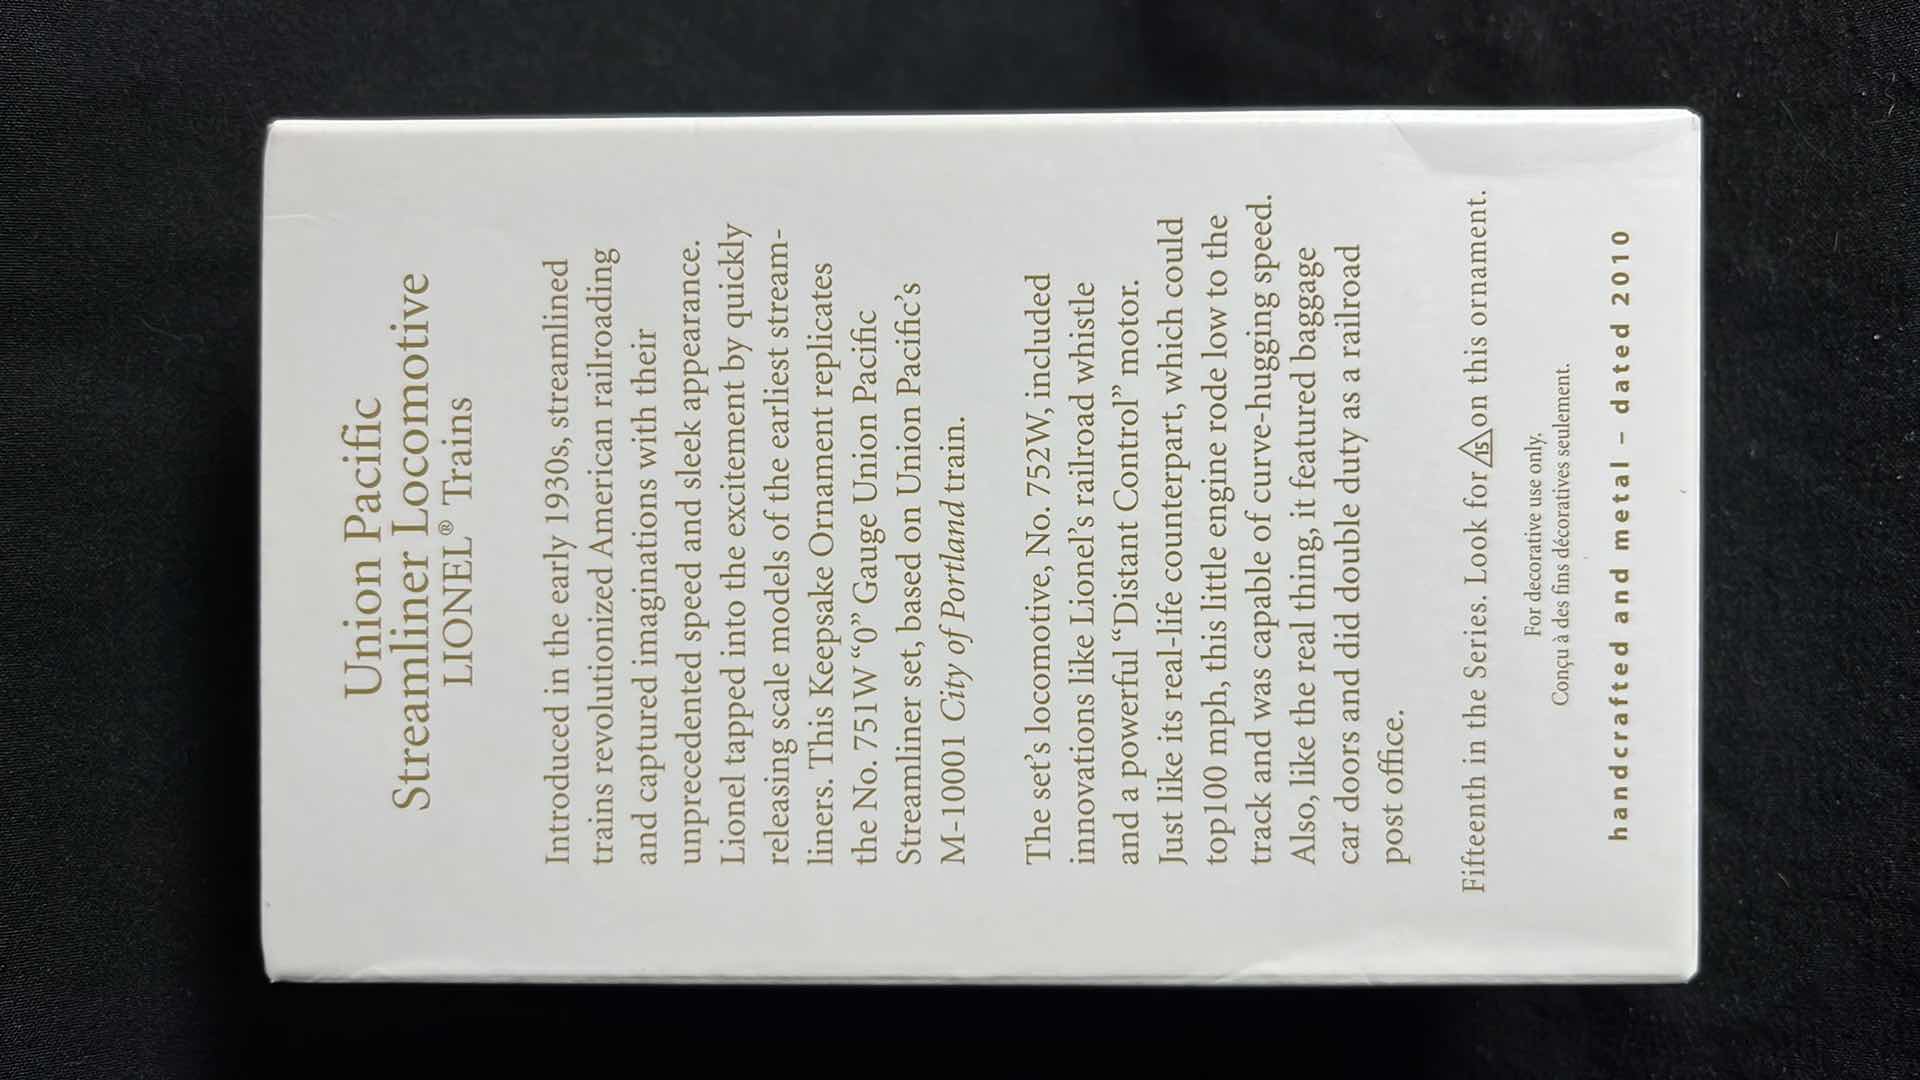 Union Pacific
Streamliner Locomotive
LIONEL® Trains
Introduced in the early 1930s, streamlined
trains revolutionized American railroading
and captured imaginations with their
unprecedented speed and sleek appearance.
Lionel tapped into the excitement by quickly
releasing scale models of the earliest stream-
liners. This Keepsake Ornament replicates
the No. 751W “0” Gauge Union Pacific
Streamliner set, based on Union Pacific’s
M-10001 City of Portland train.
The set’s locomotive, No. 752W, included
innovations like Lionel’s railroad whistle
and a powerful “Distant Control” motor.
Just like its real-life counterpart, which could
top100 mph, this little engine rode low to the
track and was capable of curve-hugging speed.
Also, like the real thing, it featured baggage
car doors and did double duty as a railroad
post office.
Fifteenth in the Series. Look for 15 on this ornament.
For decorative use only.
Conçu à des fins décoratives seulement.
handcrafted and metal – dated 2010